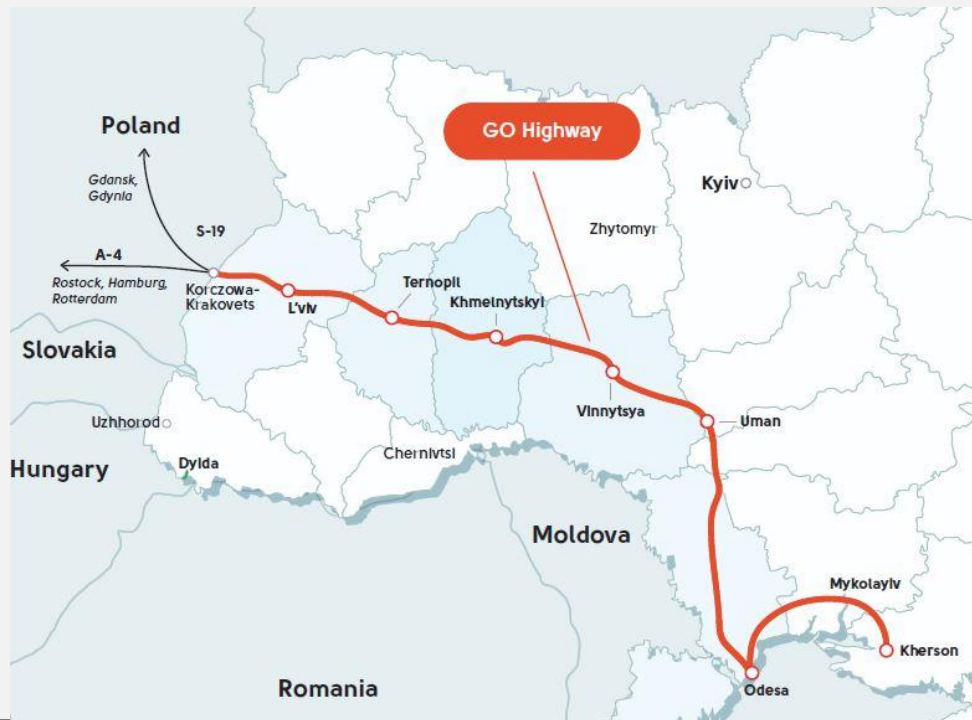 Poland
GO Highway
Gdansk,
Gdynia
Kyiv
S-19
Zhytomyr
A-4
Rostock, Hamburg,
Rotterdam
Korczowa-
Krakovets
L'viv
Ternopil
Khmelnytskyi
Slovakia
Vinnytsya
Uman
Uzhhorod
Chernivtsi
Hungary
Dyida
Moldova
Mykolayiv
Kherson
Romania
Odesa